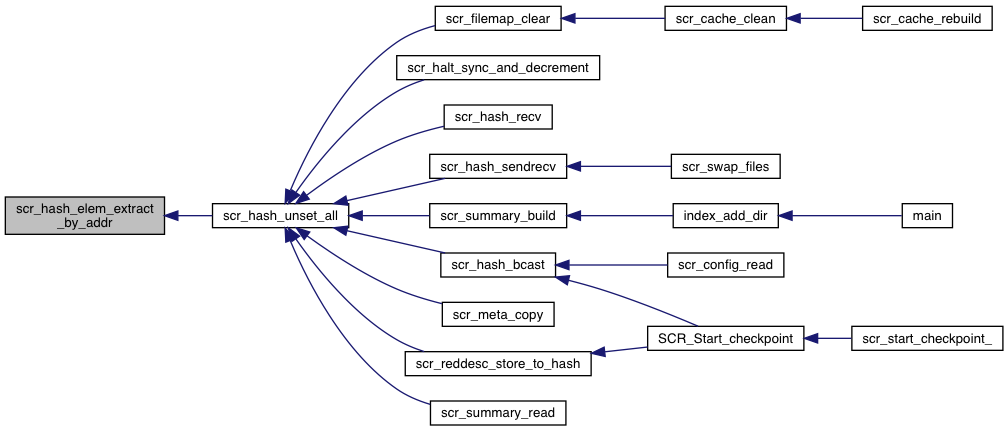 scr_filemap_clear
scr_cache_clean
scr_cache_rebuild
scr_halt_sync_and_decrement
scr_hash_recv
scr_hash_sendrecv
scr_swap_files
scr_hash_elem_extract
_by_addr
scr_hash_unset_all
scr_summary_build
index_add_dir
main
scr_hash_bcast
scr_config_read
scr_meta_copy
SCR_Start_checkpoint
scr_start_checkpoint_
scr_reddesc_store_to_hash
scr_summary_read